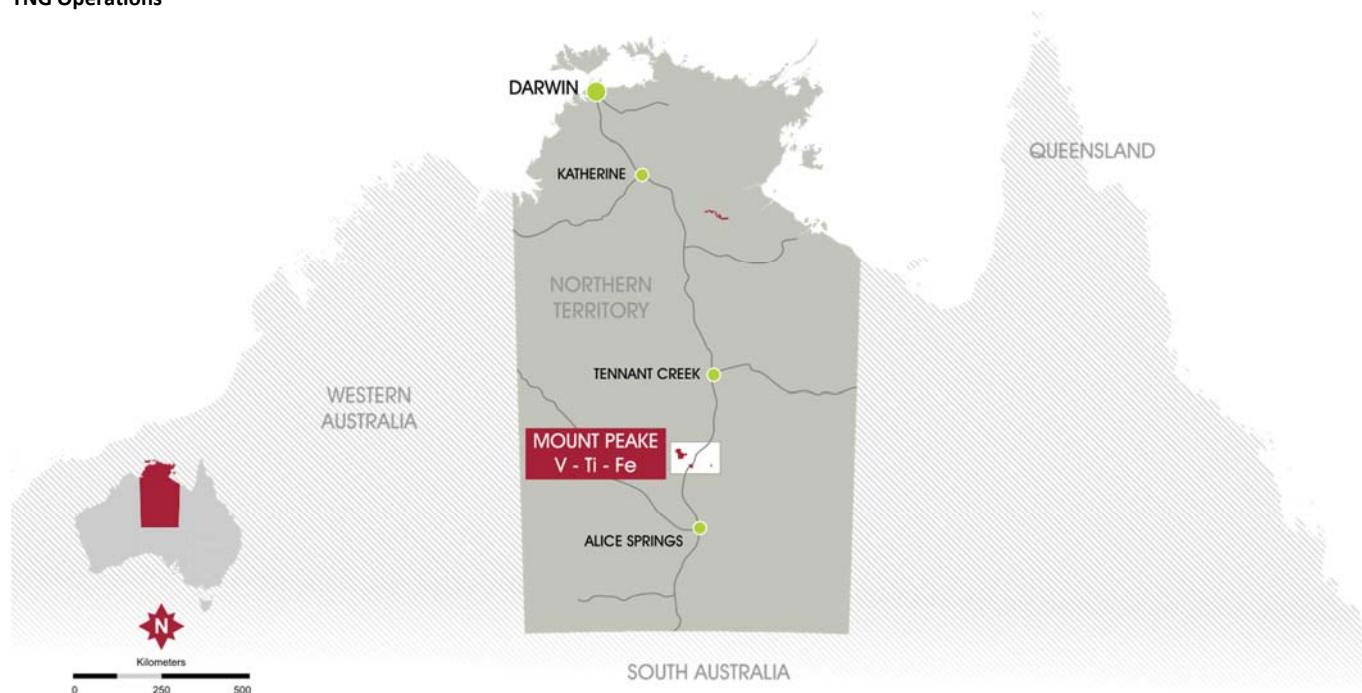 TNG Operations
DARWIN
QUEENSLAND
KATHERINE
NORTHERN
TERRITORY
TENNANT CREEK
WESTERN
AUSTRALIA
MOUNT PEAKE
V - Ti - Fe
ALICE SPRINGS
N
Kilometers
0 250 500
SOUTH AUSTRALIA